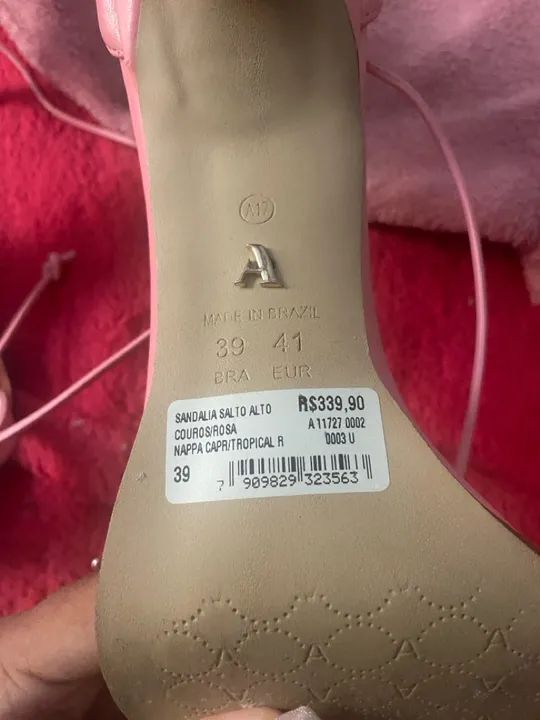 A17
A
MADE IN BRAZIL
39 41
BRA EUR
SANDALIA SALTO ALTO R$339,90
COUROS/ROSA A 11727 0002
NAPPA CAPRI/TROPICAL R 0003 U
39
7 909829 323563
A A A
A A A